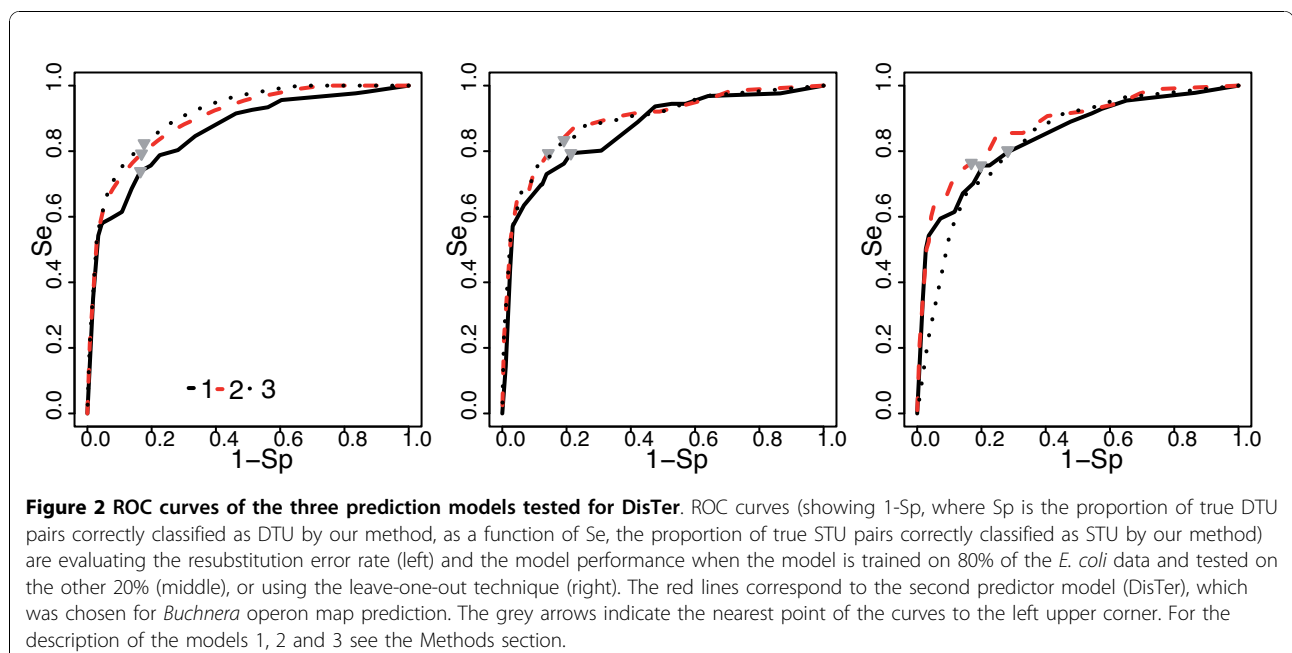 Se
0.0 0.2 0.4 0.6 0.8 1.0
1 2 3
0.0 0.2 0.4 0.6 0.8 1.0
1−Sp
Se
0.0 0.2 0.4 0.6 0.8 1.0
0.0 0.2 0.4 0.6 0.8 1.0
1−Sp
Se
0.0 0.2 0.4 0.6 0.8 1.0
0.0 0.2 0.4 0.6 0.8 1.0
1−Sp
Figure 2 ROC curves of the three prediction models tested for DisTer. ROC curves (showing 1-Sp, where Sp is the proportion of true DTU
pairs correctly classified as DTU by our method, as a function of Se, the proportion of true STU pairs correctly classified as STU by our method)
are evaluating the resubstitution error rate (left) and the model performance when the model is trained on 80% of the E. coli data and tested on
the other 20% (middle), or using the leave-one-out technique (right). The red lines correspond to the second predictor model (DisTer), which
was chosen for Buchnera operon map prediction. The grey arrows indicate the nearest point of the curves to the left upper corner. For the
description of the models 1, 2 and 3 see the Methods section.